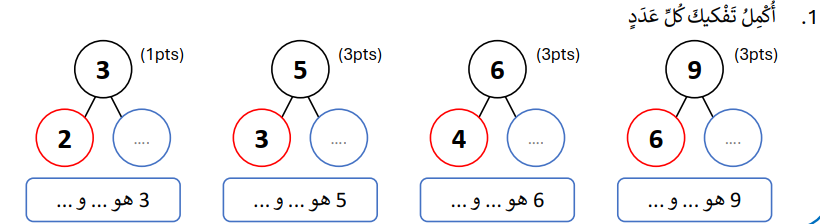 1. أُكْمِلُ تَفْكيكَ كُلِّ عَدَدٍ
9 (3pts)
6 ....
9 هو ... و ...
6 (3pts)
4 ....
6 هو ... و ...
5 (3pts)
3 ....
5 هو ... و ...
3 (1pts)
2 ....
3 هو ... و ...